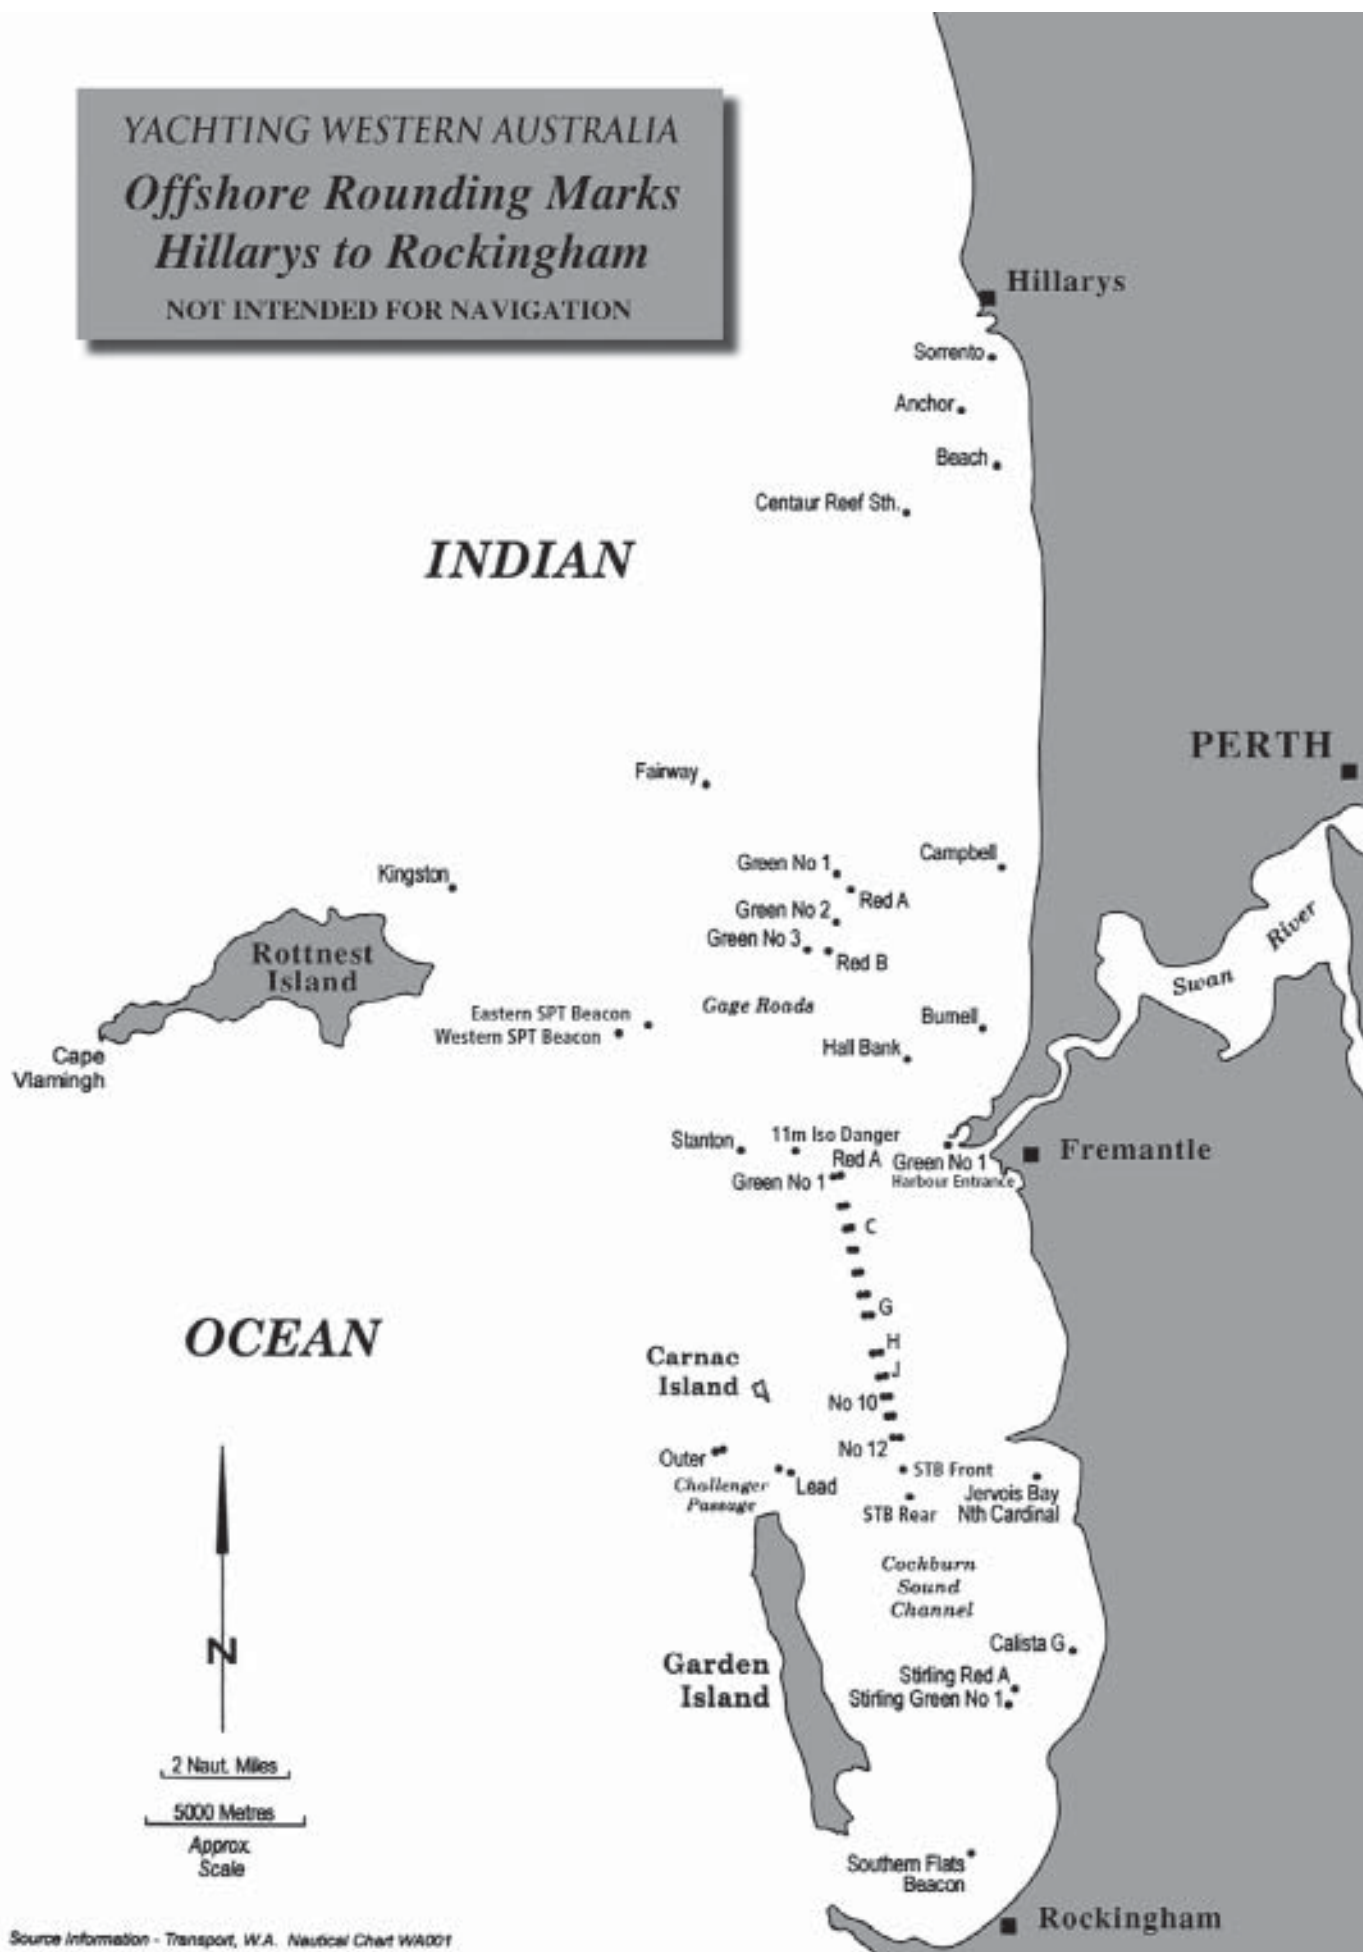 YACHTING WESTERN AUSTRALIA
Offshore Rounding Marks
Hillarys to Rockingham
NOT INTENDED FOR NAVIGATION
Hillarys
Sorrento
Anchor
Beach
Centaur Reef Sth.
INDIAN
PERTH
Fairway
Campbell
Green No 1
Kingston
Red A
Green No 2
Green No 3
Red B
Rottnest
Island
Swan
River
Gage Roads
Eastern SPT Beacon
Western SPT Beacon
Burnell
Hall Bank
Cape
Vlamingh
Stanton
11m Iso Danger
Red A
Green No 1
Green No 1
Harbour Entrance
Fremantle
C
G
OCEAN
H
J
Carnac
Island
No 10
No 12
Outer
Challenger
Passage
Lead
STB Front
STB Rear
Jervois Bay
Nth Cardinal
Cockburn
Sound
Channel
N
Calista G
Garden
Island
Stirling Red A
Stirling Green No 1
2 Naut. Miles
5000 Metres
Approx.
Scale
Southern Flats
Beacon
Rockingham
Source Information - Transport, W.A. Nautical Chart WA001